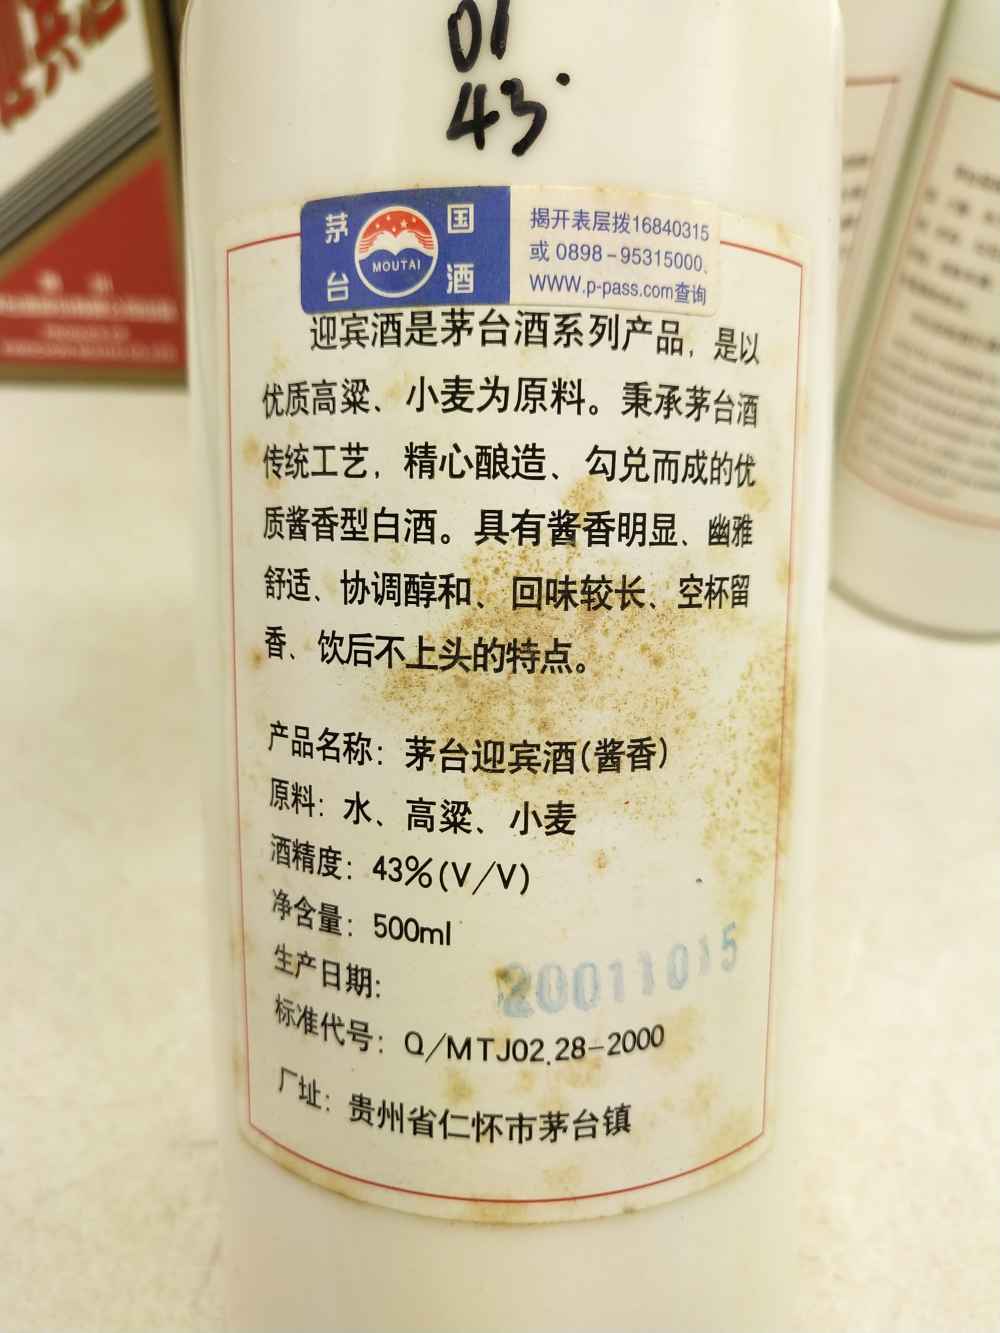 01
43.
茅台
国酒
MOUTAI
揭开表层拨16840315
或 0898-95315000、
WWW.p-pass.com查询
迎宾酒是茅台酒系列产品，是以
优质高粱、小麦为原料。秉承茅台酒
传统工艺，精心酿造、勾兑而成的优
质酱香型白酒。具有酱香明显、幽雅
舒适、协调醇和、回味较长、空杯留
香、饮后不上头的特点。
产品名称：茅台迎宾酒(酱香)
原料：水、高粱、小麦
酒精度：43%(V/V)
净含量：500ml
生产日期：20011015
标准代号：Q/MTJ02.28-2000
厂址：贵州省仁怀市茅台镇